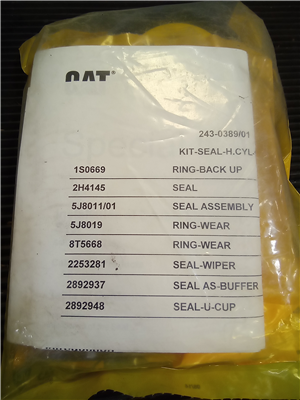 CAT
243-0389/01
KIT-SEAL-H.CYL-
1S0669 RING-BACK UP
2H4145 SEAL
5J8011/01 SEAL ASSEMBLY
5J8019 RING-WEAR
8T5668 RING-WEAR
2253281 SEAL-WIPER
2892937 SEAL AS-BUFFER
2892948 SEAL-U-CUP